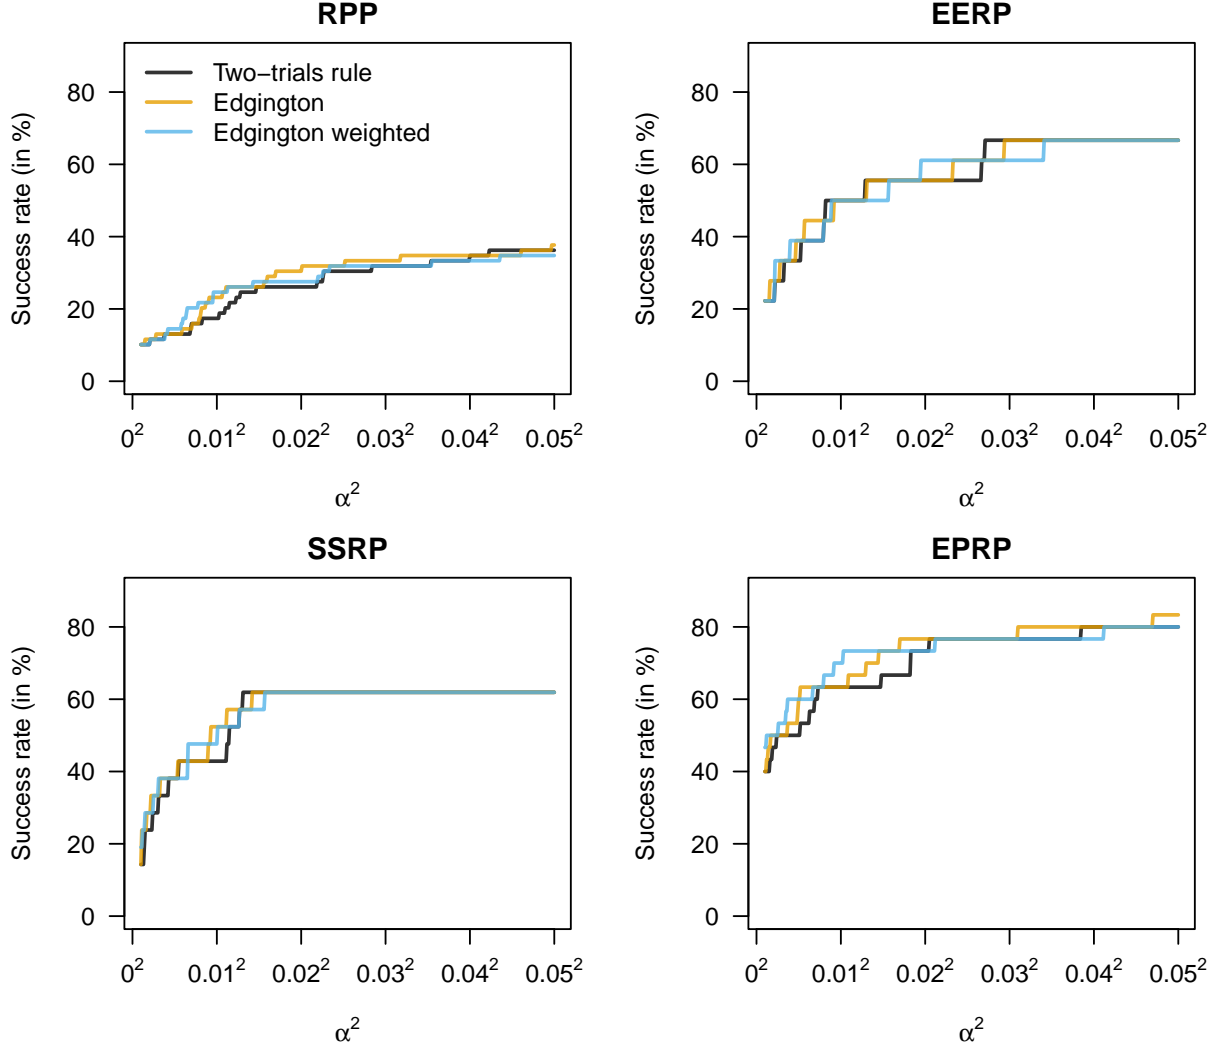 RPP
Success rate (in %)
80
60
40
20
0
Two−trials rule
Edgington
Edgington weighted
0² 0.01² 0.02² 0.03² 0.04² 0.05²
α²
EERP
Success rate (in %)
80
60
40
20
0
0² 0.01² 0.02² 0.03² 0.04² 0.05²
α²
SSRP
Success rate (in %)
80
60
40
20
0
0² 0.01² 0.02² 0.03² 0.04² 0.05²
α²
EPRP
Success rate (in %)
80
60
40
20
0
0² 0.01² 0.02² 0.03² 0.04² 0.05²
α²